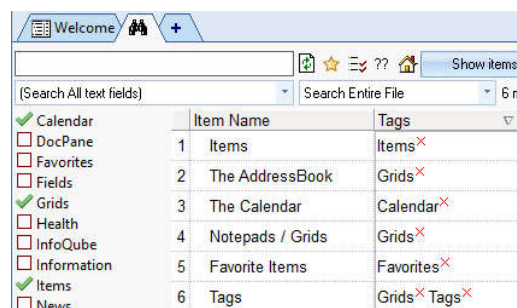 Welcome +
?? Show items
(Search All text fields) Search Entire File 6
Calendar
DocPane
Favorites
Fields
Grids
Health
InfoQube
Information
Items
News
Item Name Tags
1 Items Items
2 The AddressBook Grids
3 The Calendar Calendar
4 Notepads / Grids Grids
5 Favorite Items Favorites
6 Tags Grids Tags